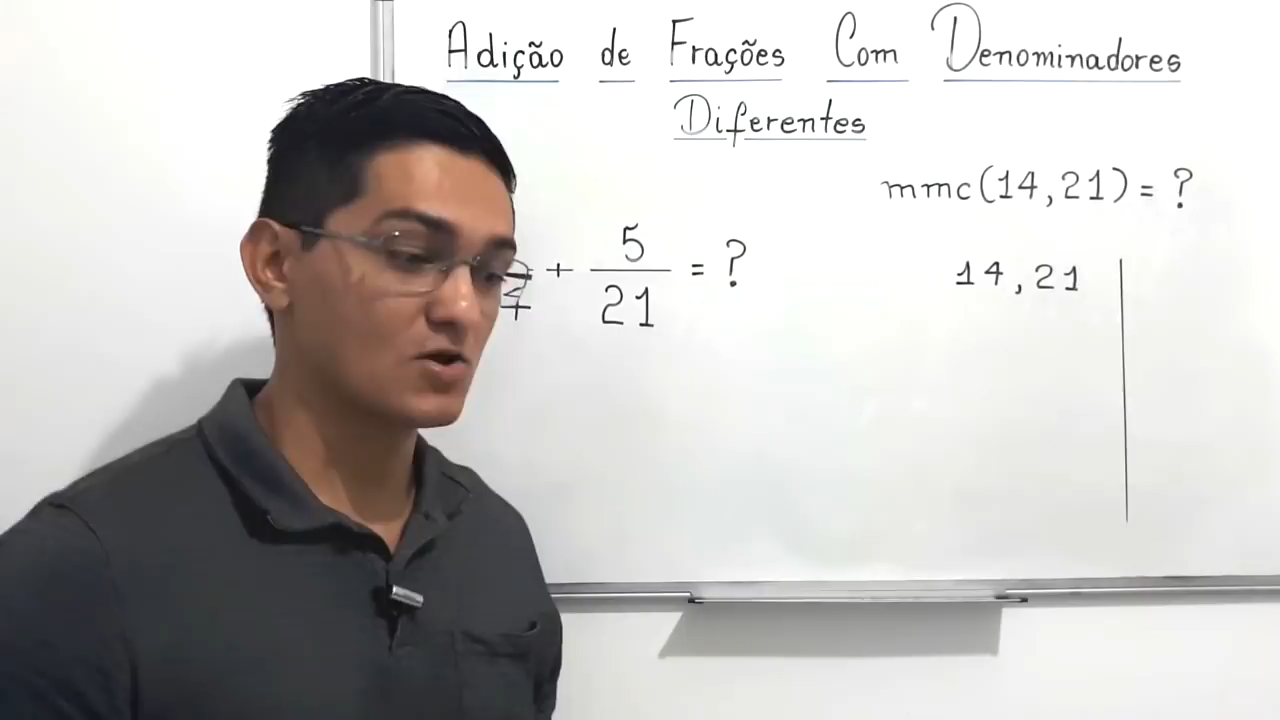 Adição de Frações Com Denominadores
Diferentes
mmc(14,21) = ?
+ 5/21 = ?
14,21